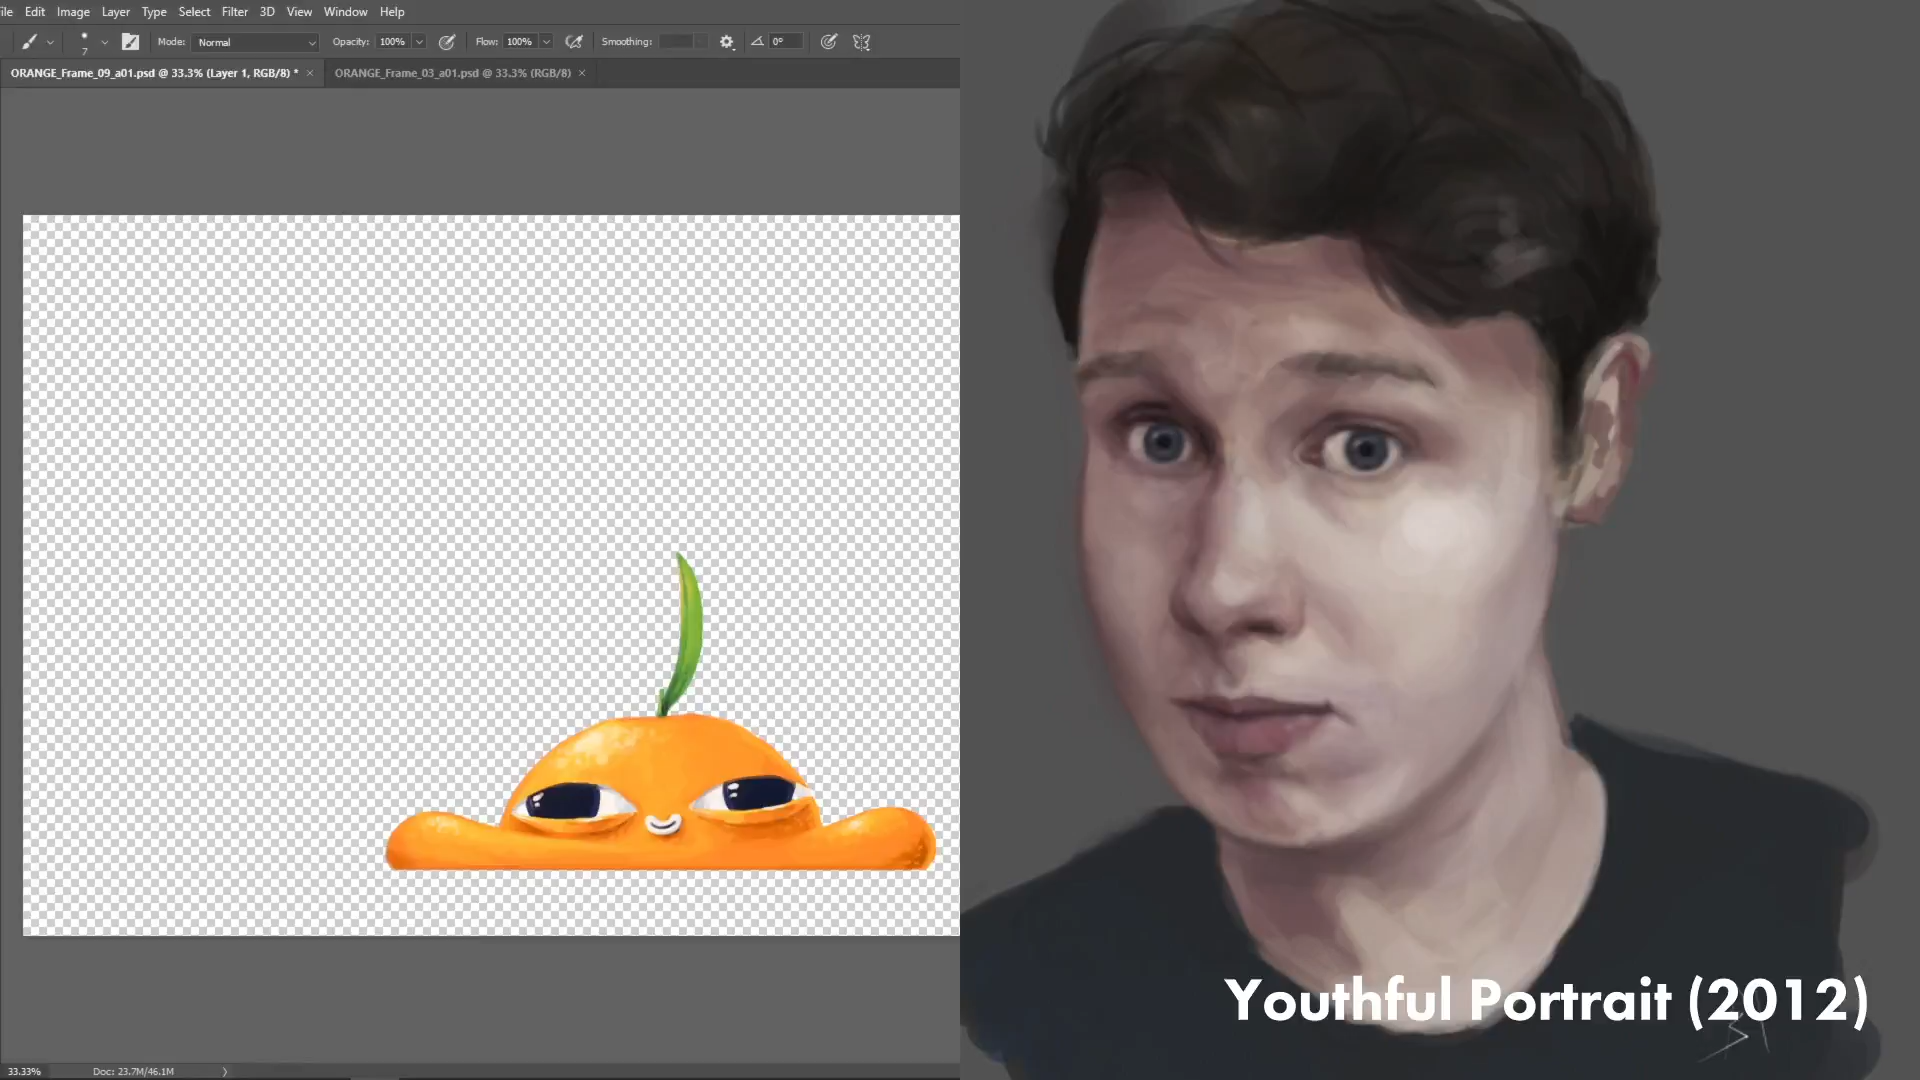 ile Edit Image Layer Type Select Filter 3D View Window Help
7 Mode: Normal Opacity: 100% Flow: 100% Smoothing: 0°
ORANGE_Frame_09_a01.psd @ 33.3% (Layer 1, RGB/8) * × ORANGE_Frame_03_a01.psd @ 33.3% (RGB/8) ×
Youthful Portrait (2012)
33.33% Doc: 23.7M/46.1M